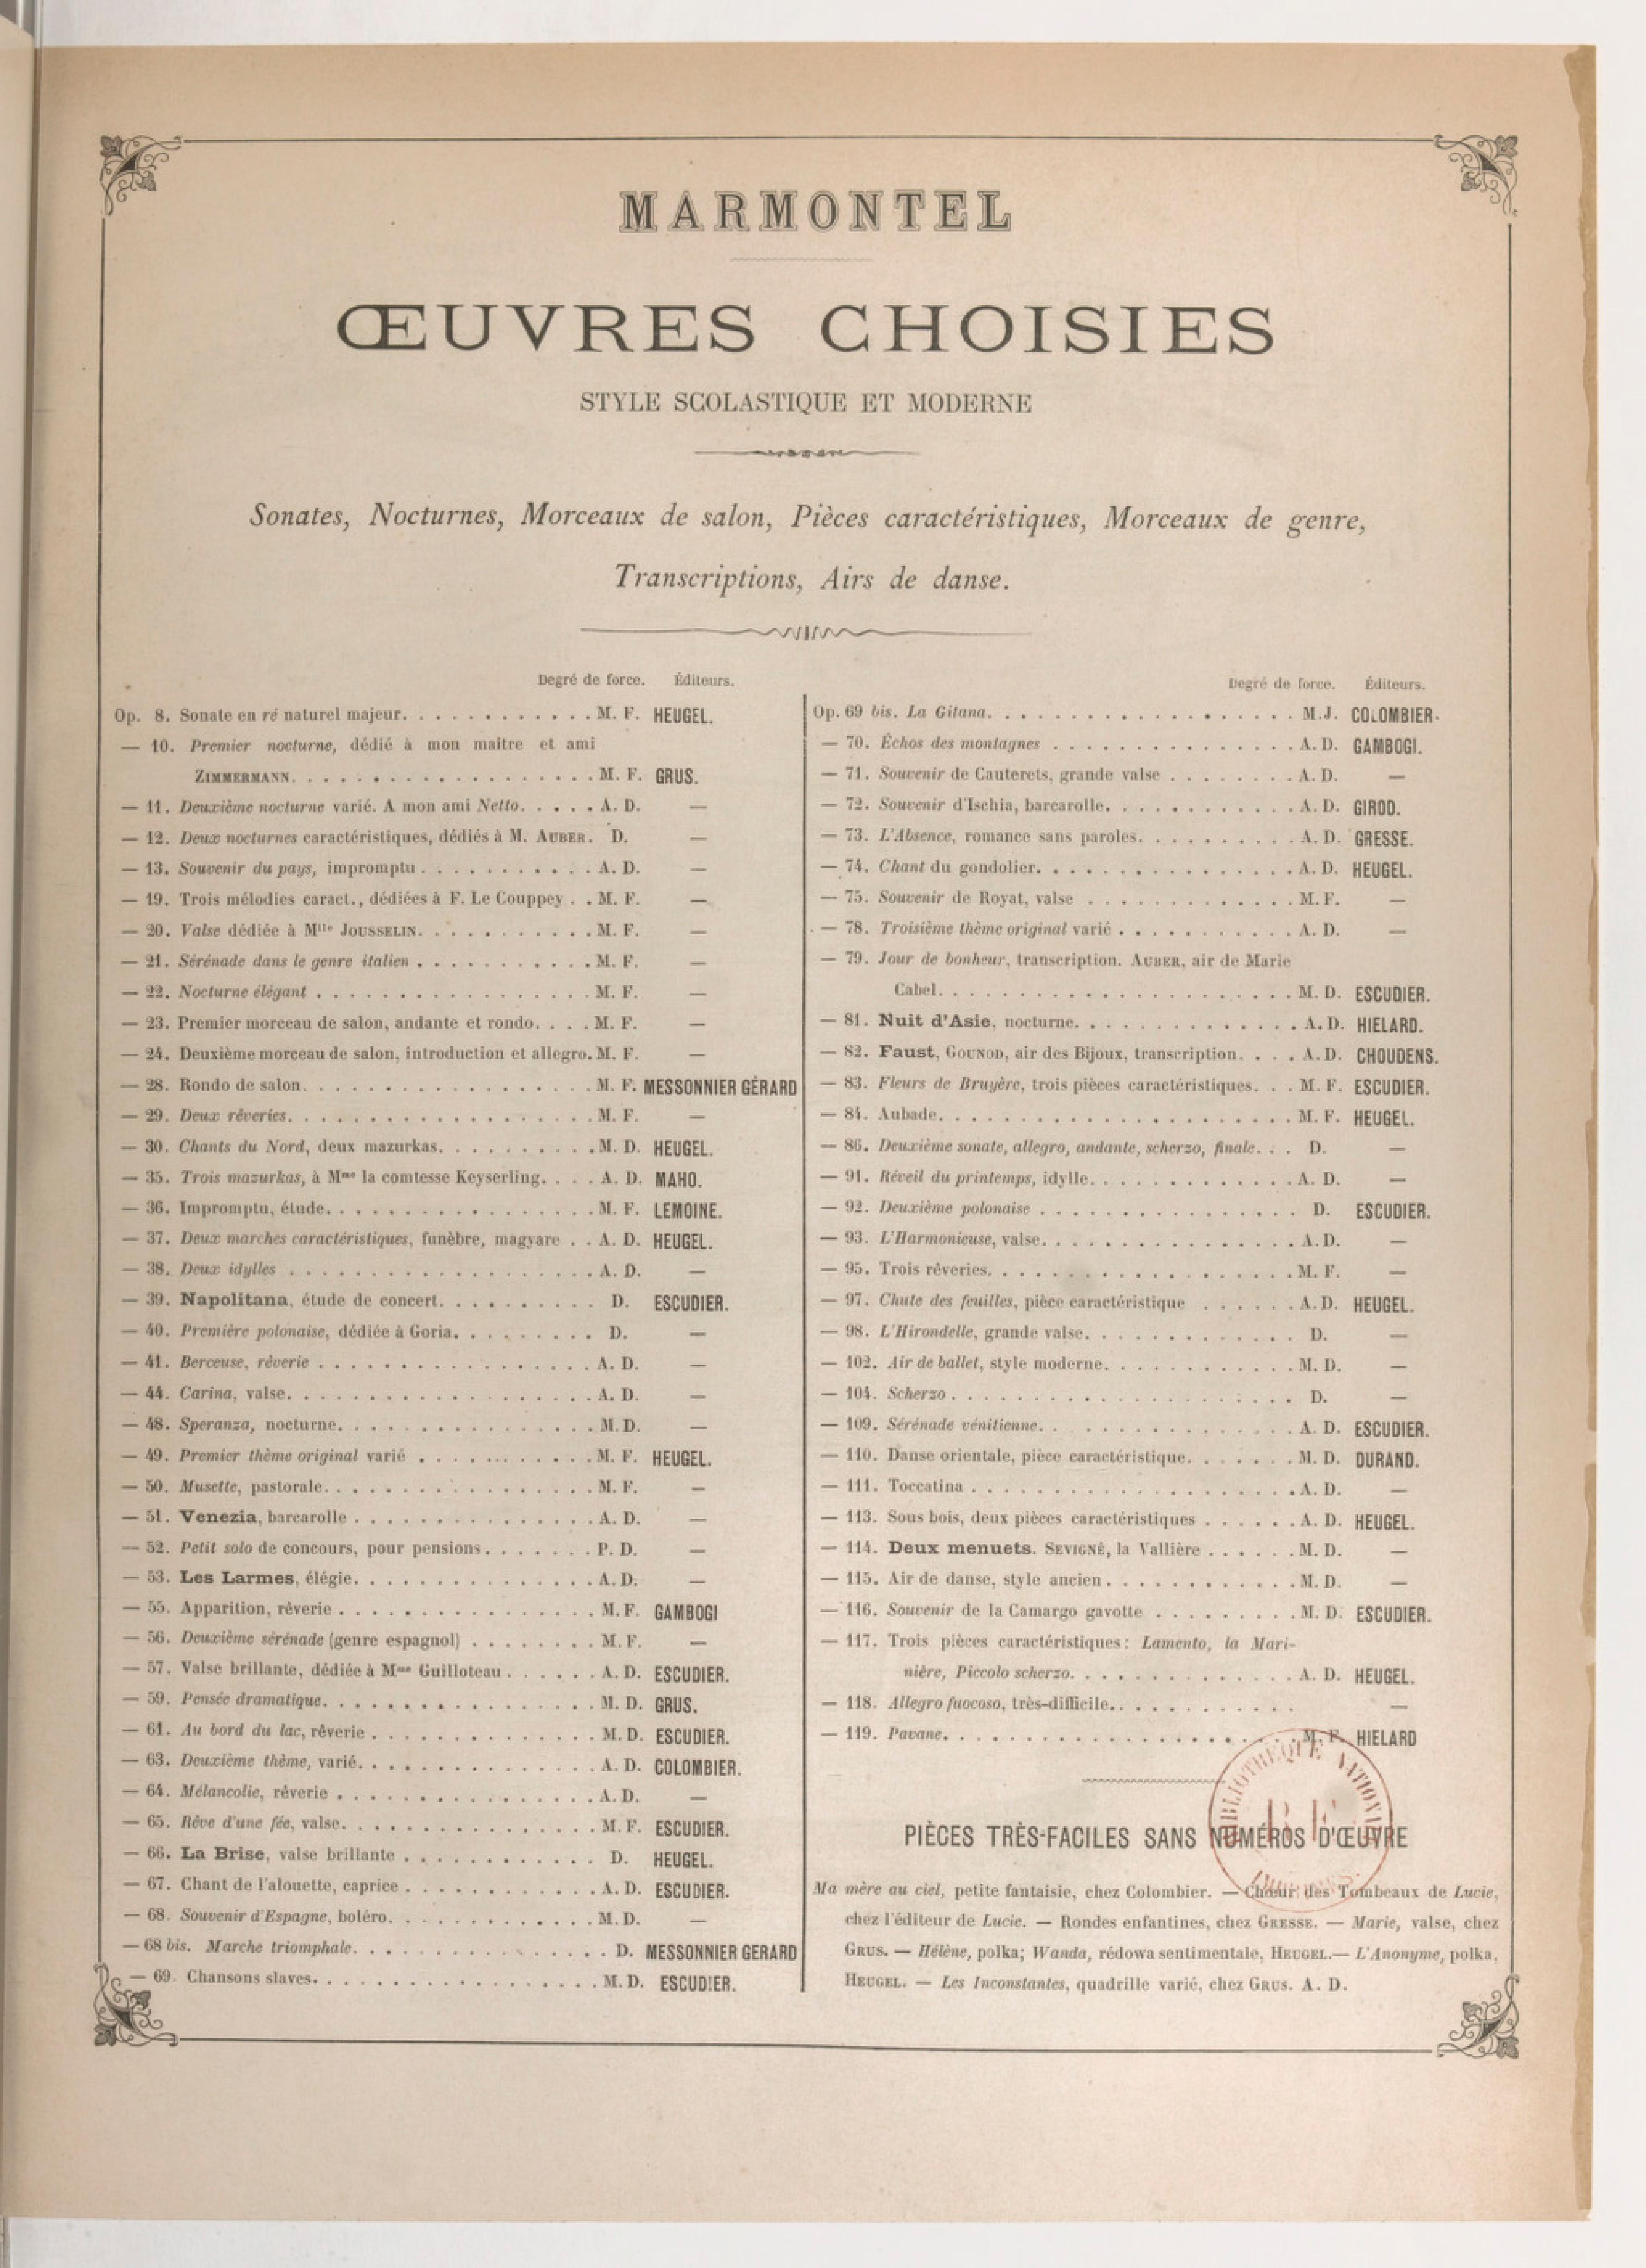 MARMONTEL
ŒUVRES CHOISIES
STYLE SCOLASTIQUE ET MODERNE
Sonates, Nocturnes, Morceaux de salon, Pièces caractéristiques, Morceaux de genre,
Transcriptions, Airs de danse.
Degré de force. Éditeurs.
Op. 8. Sonate en ré naturel majeur. . . . . . . . . . . . M. F. HEUGEL.
— 10. Premier nocturne, dédié à mon maître et ami
ZIMMERMANN. . . . . . . . . . . . . . . . . . M. F. GRUS.
— 11. Deuxième nocturne varié. A mon ami Netto. . . . . A. D. —
— 12. Deux nocturnes caractéristiques, dédiés à M. AUBER. D. —
— 13. Souvenir du pays, impromptu . . . . . . . . . . . A. D. —
— 19. Trois mélodies caract., dédiées à F. Le Couppey . . M. F. —
— 20. Valse dédiée à Mlle JOUSSELIN. . . . . . . . . . . M. F. —
— 21. Sérénade dans le genre italien . . . . . . . . . . . M. F. —
— 22. Nocturne élégant . . . . . . . . . . . . . . . . . M. F. —
— 23. Premier morceau de salon, andante et rondo. . . . M. F. —
— 24. Deuxième morceau de salon, introduction et allegro. M. F. —
— 28. Rondo de salon. . . . . . . . . . . . . . . . . . M. F. MESSONNIER GÉRARD
— 29. Deux rêveries. . . . . . . . . . . . . . . . . . . M. F. —
— 30. Chants du Nord, deux mazurkas. . . . . . . . . . M. D. HEUGEL.
— 35. Trois mazurkas, à Mme la comtesse Keyserling. . . . A. D. MAHO.
— 36. Impromptu, étude. . . . . . . . . . . . . . . . . M. F. LEMOINE.
— 37. Deux marches caractéristiques, funèbre, magyare . . A. D. HEUGEL.
— 38. Deux idylles . . . . . . . . . . . . . . . . . . . A. D. —
— 39. Napolitana, étude de concert. . . . . . . . . . D. ESCUDIER.
— 40. Première polonaise, dédiée à Goria. . . . . . . . . D. —
— 41. Berceuse, rêverie . . . . . . . . . . . . . . . . . A. D. —
— 44. Carina, valse. . . . . . . . . . . . . . . . . . . A. D. —
— 48. Speranza, nocturne. . . . . . . . . . . . . . . . M. D. —
— 49. Premier thème original varié . . . . . . . . . . . M. F. HEUGEL.
— 50. Musette, pastorale. . . . . . . . . . . . . . . . . M. F. —
— 51. Venezia, barcarolle . . . . . . . . . . . . . . . A. D. —
— 52. Petit solo de concours, pour pensions. . . . . . . P. D. —
— 53. Les Larmes, élégie. . . . . . . . . . . . . . . A. D. —
— 55. Apparition, rêverie . . . . . . . . . . . . . . . . M. F. GAMBOGI
— 56. Deuxième sérénade (genre espagnol) . . . . . . . . M. F. —
— 57. Valse brillante, dédiée à Mme Guilloteau . . . . . . A. D. ESCUDIER.
— 59. Pensée dramatique. . . . . . . . . . . . . . . . . M. D. GRUS.
— 61. Au bord du lac, rêverie . . . . . . . . . . . . . . M. D. ESCUDIER.
— 63. Deuxième thème, varié. . . . . . . . . . . . . . . A. D. COLOMBIER.
— 64. Mélancolie, rêverie . . . . . . . . . . . . . . . . A. D. —
— 65. Rêve d'une fée, valse. . . . . . . . . . . . . . . . M. F. ESCUDIER.
— 66. La Brise, valse brillante . . . . . . . . . . . . D. HEUGEL.
— 67. Chant de l'alouette, caprice . . . . . . . . . . . . A. D. ESCUDIER.
— 68. Souvenir d'Espagne, boléro. . . . . . . . . . . . . M. D. —
— 68 bis. Marche triomphale. . . . . . . . . . . . . . . . D. MESSONNIER GERARD
— 69. Chansons slaves. . . . . . . . . . . . . . . . . . M. D. ESCUDIER.
Degré de force. Éditeurs.
Op. 69 bis. La Gitana. . . . . . . . . . . . . . . . . . . M. J. COLOMBIER.
— 70. Échos des montagnes . . . . . . . . . . . . . . . A. D. GAMBOGI.
— 71. Souvenir de Cauterets, grande valse . . . . . . . . A. D. —
— 72. Souvenir d'Ischia, barcarolle. . . . . . . . . . . . A. D. GIROD.
— 73. L'Absence, romance sans paroles. . . . . . . . . . A. D. GRESSE.
— 74. Chant du gondolier. . . . . . . . . . . . . . . . A. D. HEUGEL.
— 75. Souvenir de Royat, valse . . . . . . . . . . . . . M. F. —
— 78. Troisième thème original varié . . . . . . . . . . . A. D. —
— 79. Jour de bonheur, transcription. AUBER, air de Marie
Cabel. . . . . . . . . . . . . . . . . . . . . . M. D. ESCUDIER.
— 81. Nuit d'Asie, nocturne. . . . . . . . . . . . . . A. D. HIELARD.
— 82. Faust, GOUNOD, air des Bijoux, transcription. . . . A. D. CHOUDENS.
— 83. Fleurs de Bruyère, trois pièces caractéristiques. . . M. F. ESCUDIER.
— 84. Aubade. . . . . . . . . . . . . . . . . . . . . . M. F. HEUGEL.
— 86. Deuxième sonate, allegro, andante, scherzo, finale. . . D. —
— 91. Réveil du printemps, idylle. . . . . . . . . . . . . A. D. —
— 92. Deuxième polonaise . . . . . . . . . . . . . . . . D. ESCUDIER.
— 93. L'Harmonieuse, valse. . . . . . . . . . . . . . . . A. D. —
— 95. Trois rêveries. . . . . . . . . . . . . . . . . . . M. F. —
— 97. Chute des feuilles, pièce caractéristique . . . . . . A. D. HEUGEL.
— 98. L'Hirondelle, grande valse. . . . . . . . . . . . . D. —
— 102. Air de ballet, style moderne. . . . . . . . . . . . M. D. —
— 104. Scherzo . . . . . . . . . . . . . . . . . . . . . D. —
— 109. Sérénade vénitienne. . . . . . . . . . . . . . . . A. D. ESCUDIER.
— 110. Danse orientale, pièce caractéristique. . . . . . . M. D. DURAND.
— 111. Toccatina . . . . . . . . . . . . . . . . . . . . A. D. —
— 113. Sous bois, deux pièces caractéristiques . . . . . . A. D. HEUGEL.
— 114. Deux menuets. SEVIGNÉ, la Vallière . . . . . . M. D. —
— 115. Air de danse, style ancien. . . . . . . . . . . . M. D. —
— 116. Souvenir de la Camargo gavotte . . . . . . . . . M. D. ESCUDIER.
— 117. Trois pièces caractéristiques : Lamento, la Mari-
nière, Piccolo scherzo. . . . . . . . . . . . . . A. D. HEUGEL.
— 118. Allegro fuocoso, très-difficile. . . . . . . . . . . . —
— 119. Pavane. . . . . . . . . . . . . . . . . . . . . M. F. HIELARD
PIÈCES TRÈS-FACILES SANS NUMÉROS D'ŒUVRE
Ma mère au ciel, petite fantaisie, chez Colombier. — Chœur des Tombeaux de Lucie,
chez l'éditeur de Lucie. — Rondes enfantines, chez GRESSE. — Marie, valse, chez
GRUS. — Hélène, polka; Wanda, rédowa sentimentale, HEUGEL.— L'Anonyme, polka,
HEUGEL. — Les Inconstantes, quadrille varié, chez GRUS. A. D.
BIBLIOTHEQUE NATIONALE